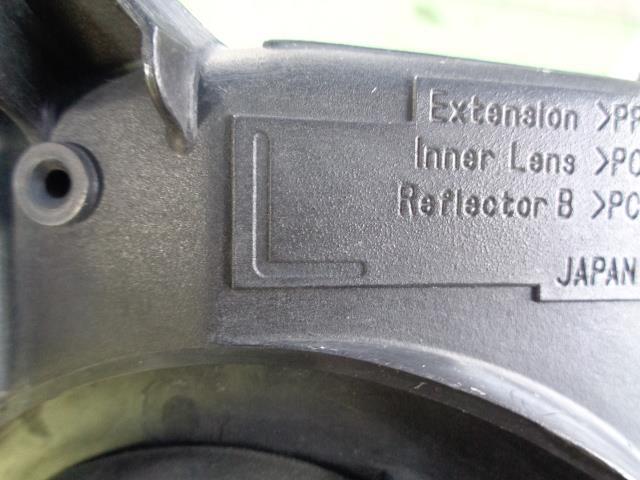 Extension >PP
Inner Lens >PC
Reflector B >PC
JAPAN
L